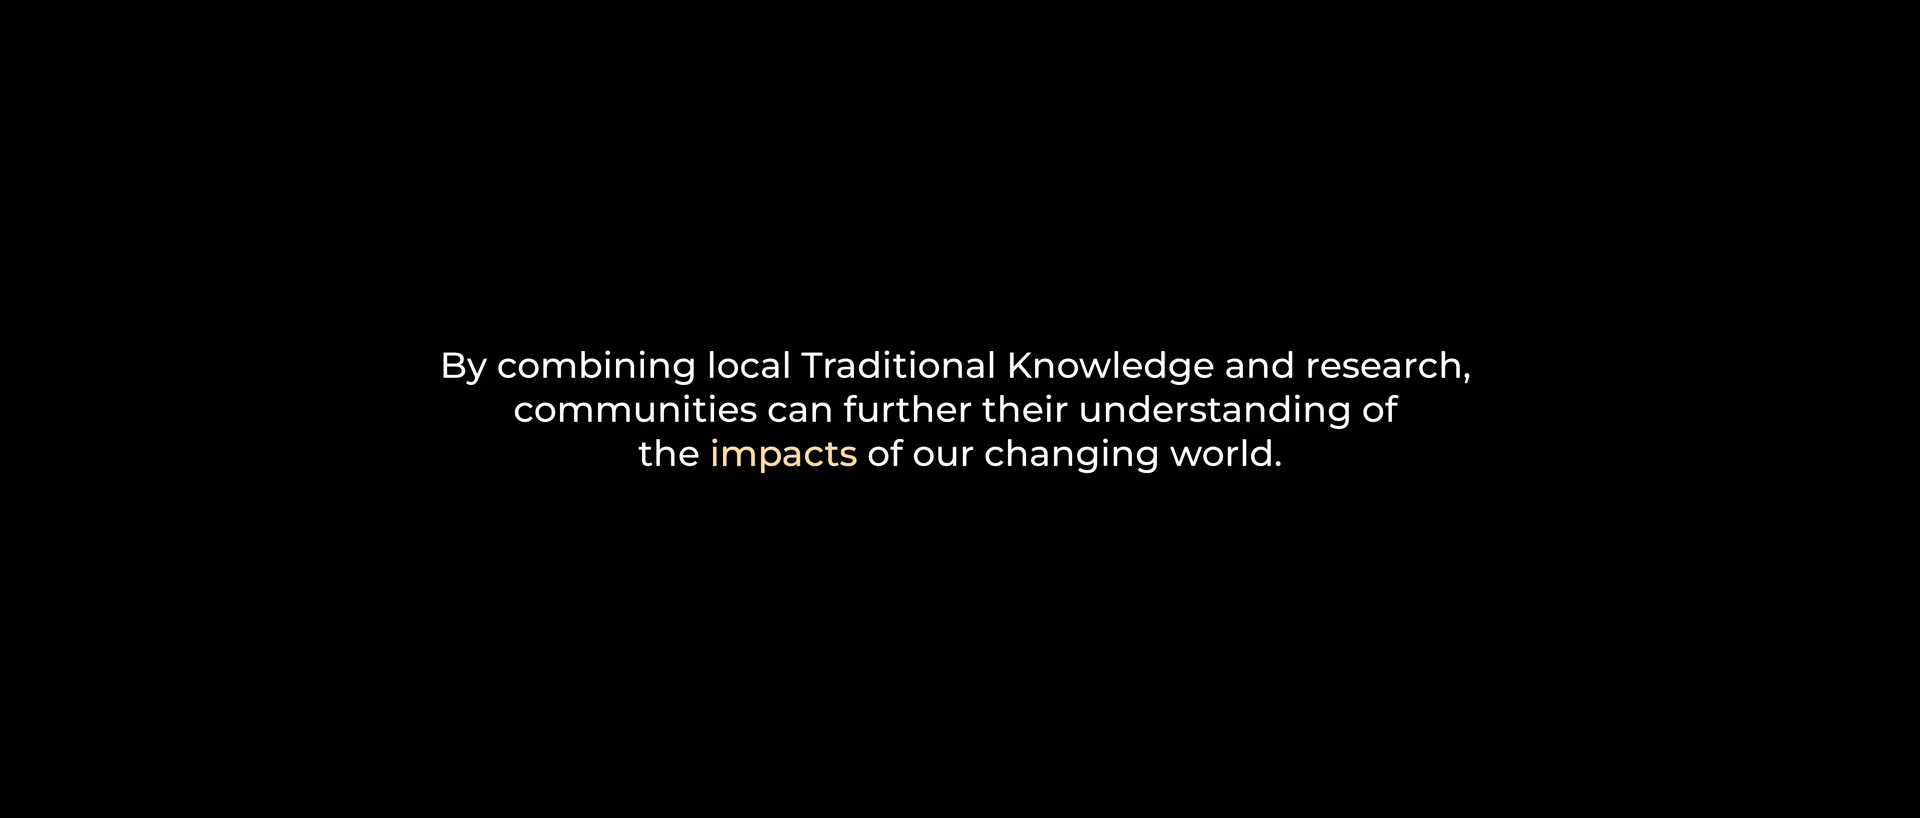 By combining local Traditional Knowledge and research,
communities can further their understanding of
the impacts of our changing world.